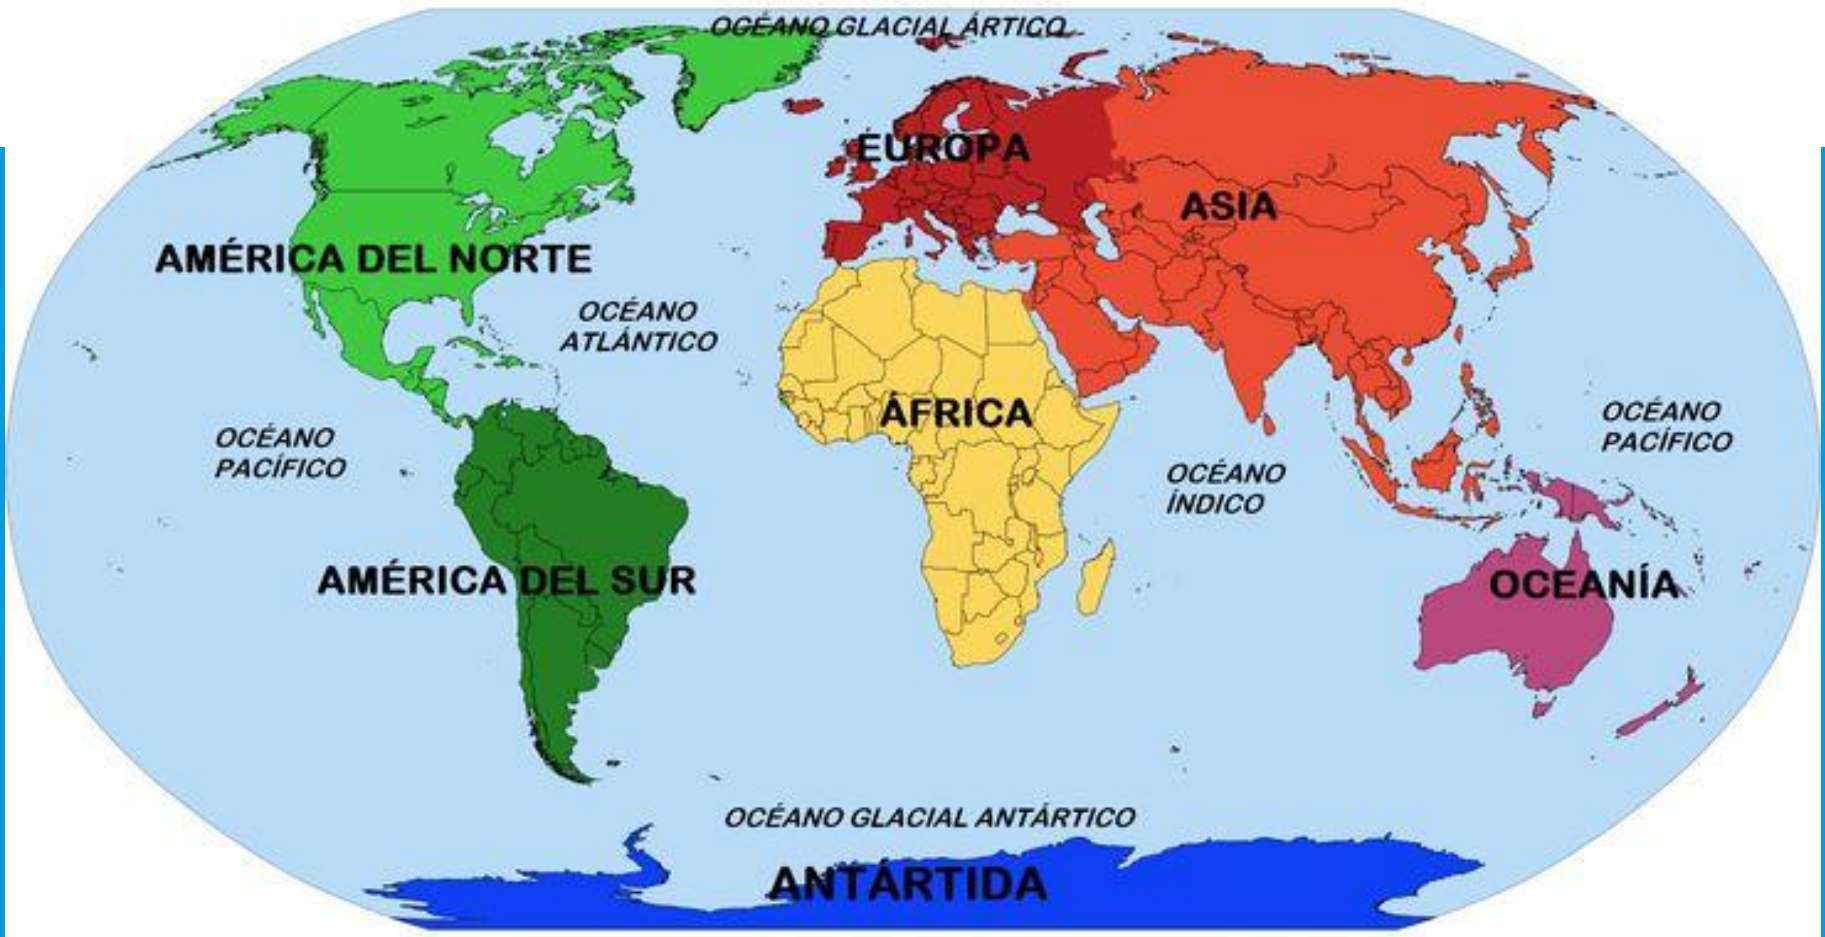 OCÉANO GLACIAL ÁRTICO
EUROPA
ASIA
AMÉRICA DEL NORTE
OCÉANO
ATLÁNTICO
ÁFRICA
OCÉANO
PACÍFICO
OCÉANO
PACÍFICO
OCÉANO
ÍNDICO
AMÉRICA DEL SUR
OCEANÍA
OCÉANO GLACIAL ANTÁRTICO
ANTÁRTIDA